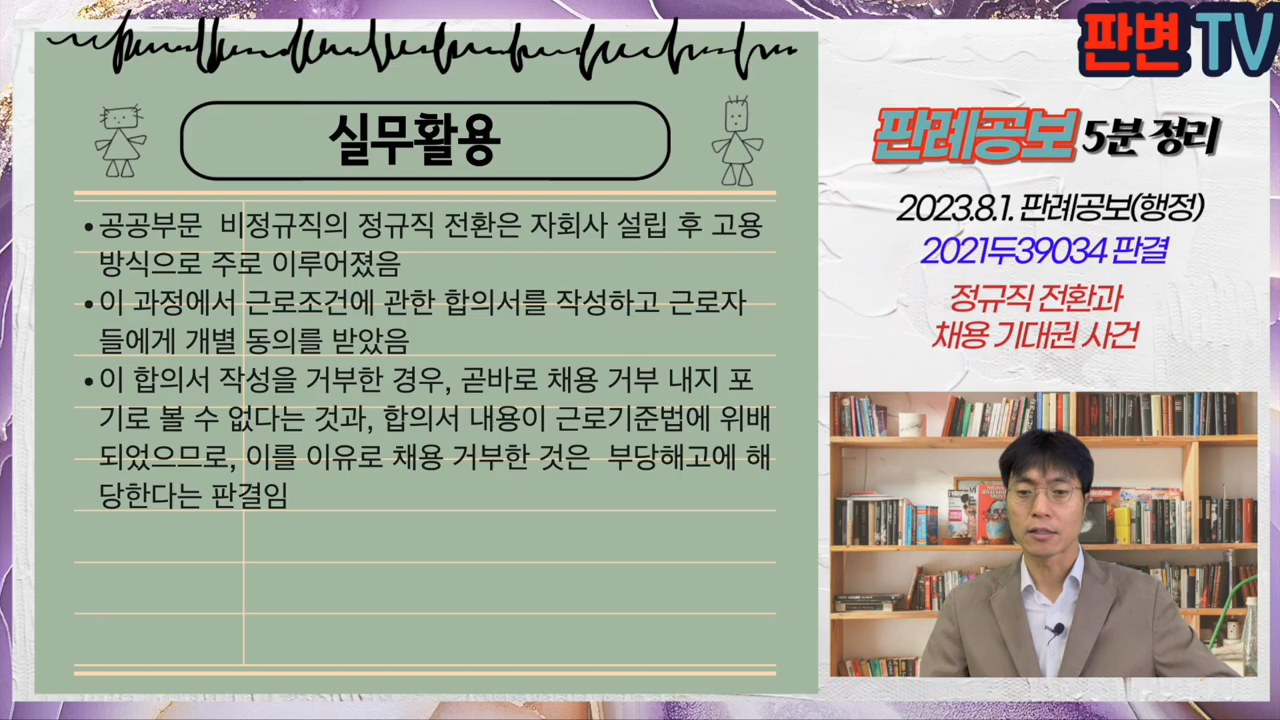 판변 TV
실무활용
• 공공부문 비정규직의 정규직 전환은 자회사 설립 후 고용
방식으로 주로 이루어졌음
• 이 과정에서 근로조건에 관한 합의서를 작성하고 근로자
들에게 개별 동의를 받았음
• 이 합의서 작성을 거부한 경우, 곧바로 채용 거부 내지 포
기로 볼 수 없다는 것과, 합의서 내용이 근로기준법에 위배
되었으므로, 이를 이유로 채용 거부한 것은 부당해고에 해
당한다는 판결임
판례공보 5분 정리
2023.8.1. 판례공보(행정)
2021두39034 판결
정규직 전환과
채용 기대권 사건